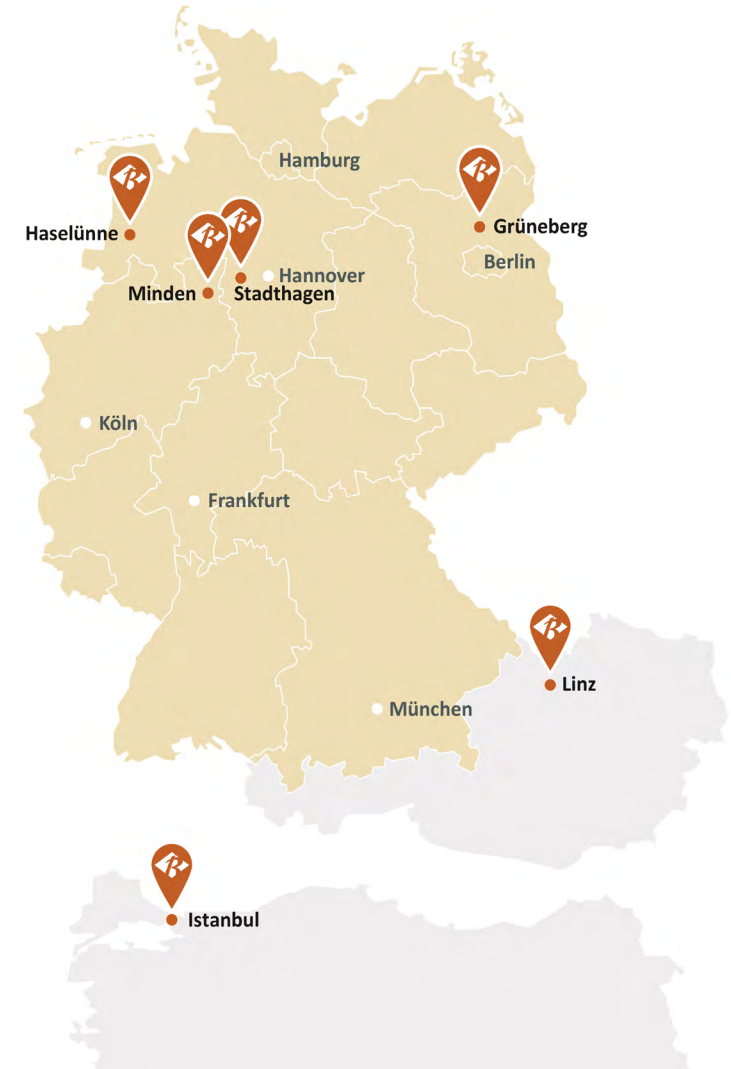 Hamburg
Haselünne
Grüneberg
Berlin
Hannover
Minden
Stadthagen
Köln
Frankfurt
Linz
München
Istanbul